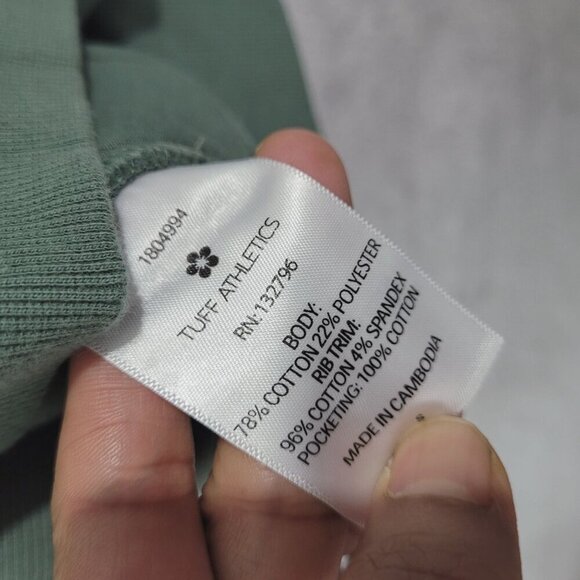 1804994
TUFF ATHLETICS
RN: 132796
BODY:
78% COTTON 22% POLYESTER
RIB TRIM:
96% COTTON 4% SPANDEX
POCKETING: 100% COTTON
MADE IN CAMBODIA